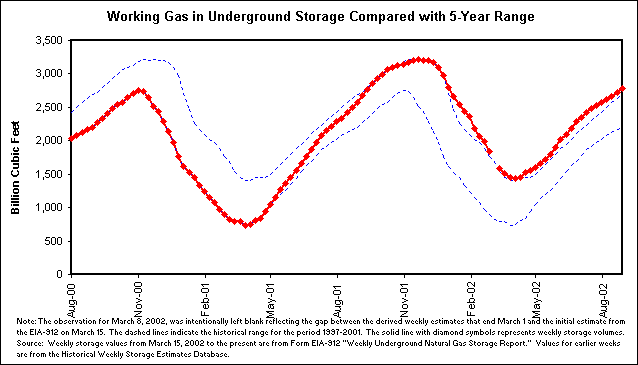 Working Gas in Underground Storage Compared with 5-Year Range
3,500
3,000
2,500
2,000
1,500
1,000
500
0
Billion Cubic Feet
Aug-00
Nov-00
Feb-01
May-01
Aug-01
Nov-01
Feb-02
May-02
Aug-02
Note: The observation for March 8, 2002, was intentionally left blank reflecting the gap between the derived weekly estimates that end March 1 and the initial estimate from
the EIA-912 on March 15. The dashed lines indicate the historical range for the period 1997-2001. The solid line with diamond symbols represents weekly storage volumes.
Source: Weekly storage values from March 15, 2002 to the present are from Form EIA-912 "Weekly Underground Natural Gas Storage Report." Values for earlier weeks
are from the Historical Weekly Storage Estimates Database.